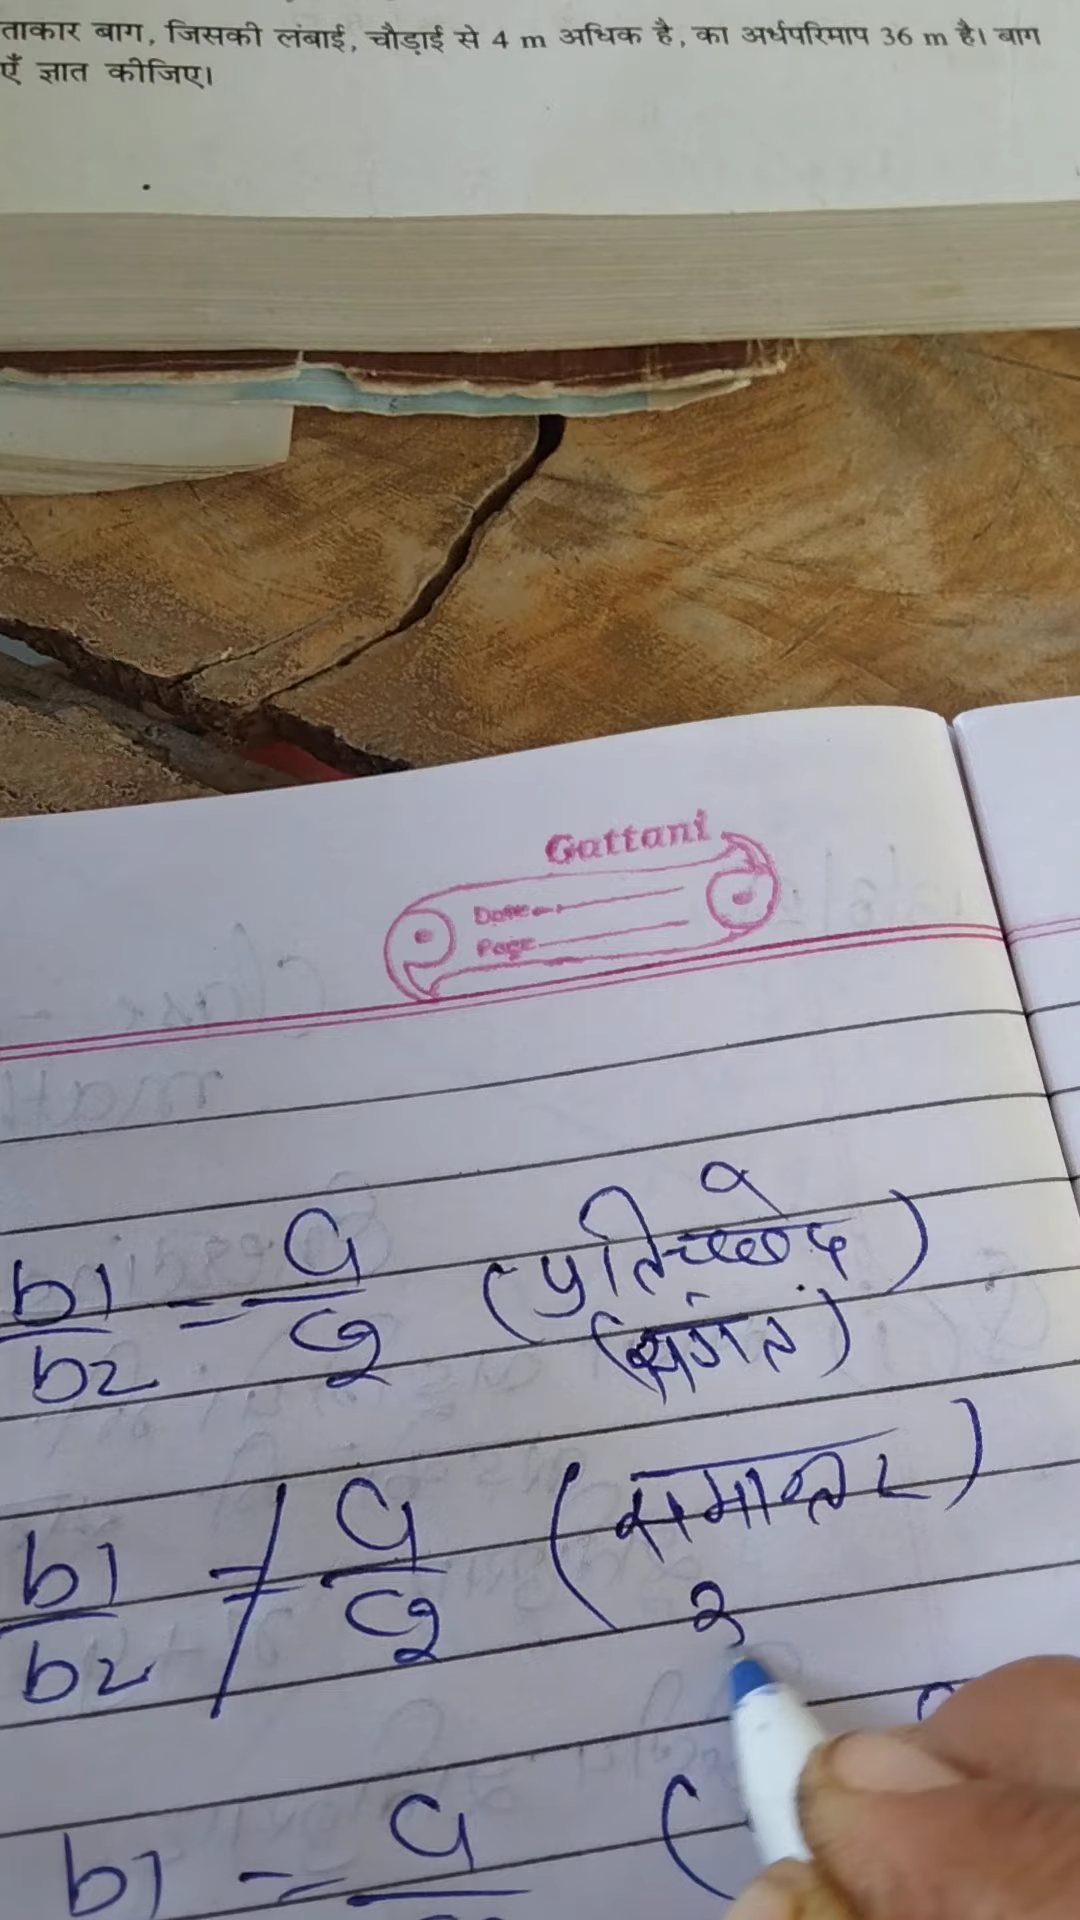 ताकार बाग, जिसकी लंबाई, चौड़ाई से 4 m अधिक है, का अर्धपरिमाप 36 m है। बाग
एँ ज्ञात कीजिए।
Gattani
Date
Page
b1/b2 = c1/c2 (प्रतिच्छेद)
(संगत)
b1/b2 ≠ c1/c2 (समान्तर)
२
b1 = c1 (